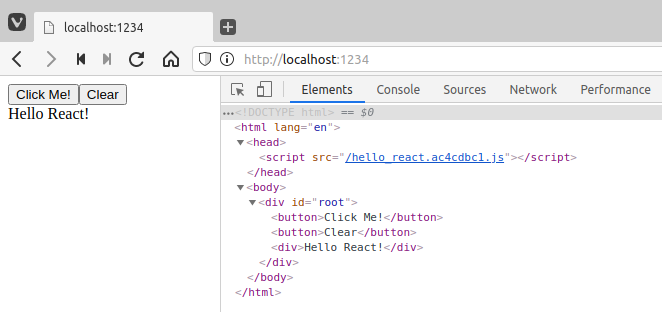 localhost:1234
http://localhost:1234
Click Me! Clear
Hello React!
Elements Console Sources Network Performance
…<!DOCTYPE html> == $0
<html lang="en">
<head>
<script src="/hello_react.ac4cdbc1.js"></script>
</head>
<body>
<div id="root">
<button>Click Me!</button>
<button>Clear</button>
<div>Hello React!</div>
</div>
</body>
</html>